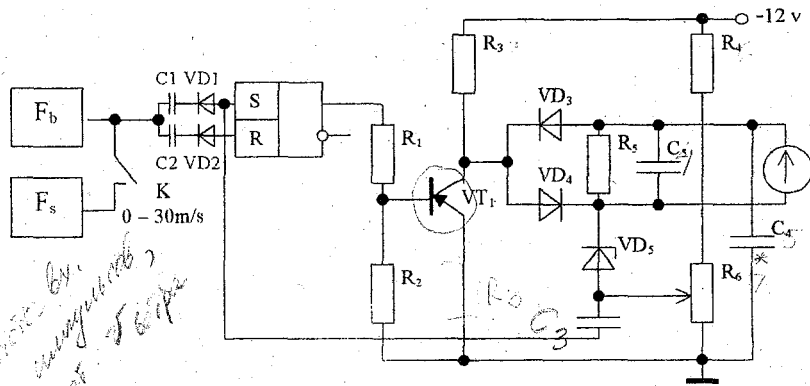 -12 v
R3
R4
C1 VD1
Fb
S
R
VD3
R1
R5
C5
C2 VD2
K
Fs
VT1
VD4
0 – 30m/s
C4
*
VD5
R2
R6
C3